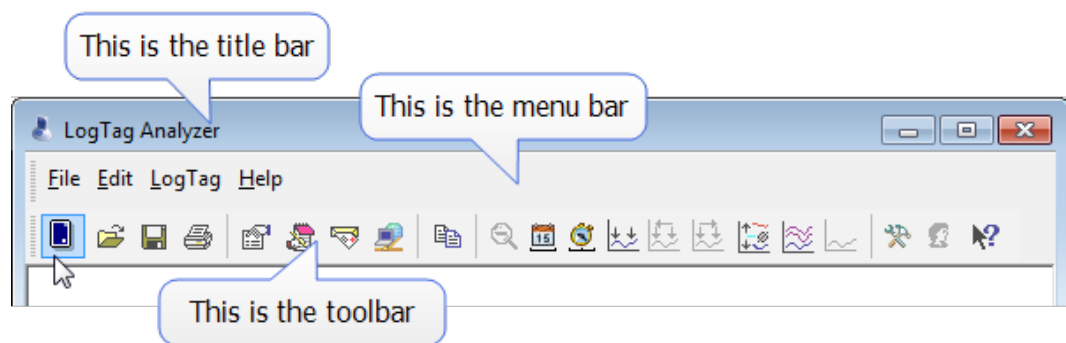 This is the title bar
This is the menu bar
LogTag Analyzer
File Edit LogTag Help
15
This is the toolbar